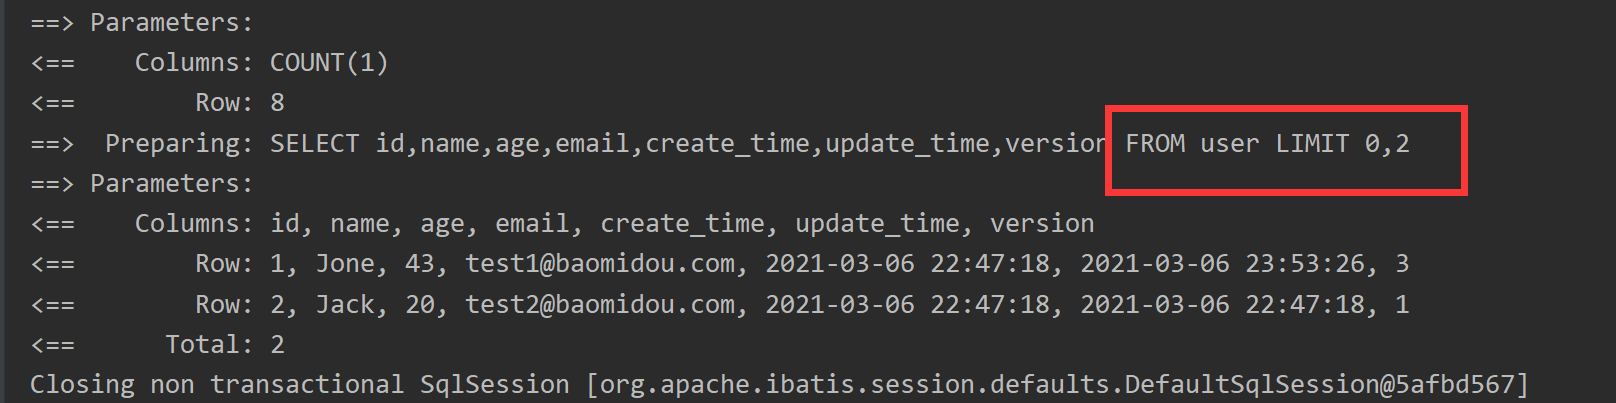 ==> Parameters:
<==    Columns: COUNT(1)
<==        Row: 8
==>  Preparing: SELECT id,name,age,email,create_time,update_time,version FROM user LIMIT 0,2
==> Parameters:
<==    Columns: id, name, age, email, create_time, update_time, version
<==        Row: 1, Jone, 43, test1@baomidou.com, 2021-03-06 22:47:18, 2021-03-06 23:53:26, 3
<==        Row: 2, Jack, 20, test2@baomidou.com, 2021-03-06 22:47:18, 2021-03-06 22:47:18, 1
<==      Total: 2
Closing non transactional SqlSession [org.apache.ibatis.session.defaults.DefaultSqlSession@5afbd567]